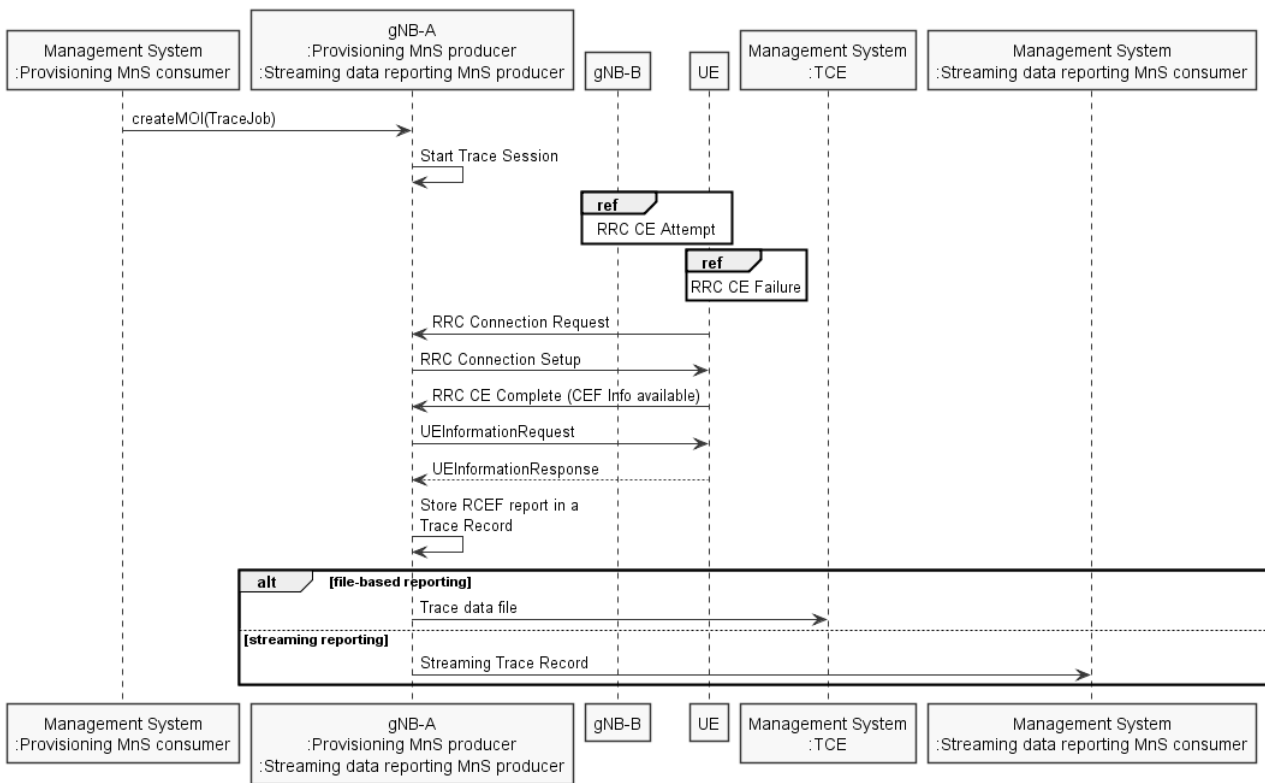 Management System
:Provisioning MnS consumer
gNB-A
:Provisioning MnS producer
:Streaming data reporting MnS producer
gNB-B
UE
Management System
:TCE
Management System
:Streaming data reporting MnS consumer
createMOI(TraceJob)
Start Trace Session
ref
RRC CE Attempt
ref
RRC CE Failure
RRC Connection Request
RRC Connection Setup
RRC CE Complete (CEF Info available)
UEInformationRequest
UEInformationResponse
Store RCEF report in a
Trace Record
alt [file-based reporting]
Trace data file
[streaming reporting]
Streaming Trace Record
Management System
:Provisioning MnS consumer
gNB-A
:Provisioning MnS producer
:Streaming data reporting MnS producer
gNB-B
UE
Management System
:TCE
Management System
:Streaming data reporting MnS consumer